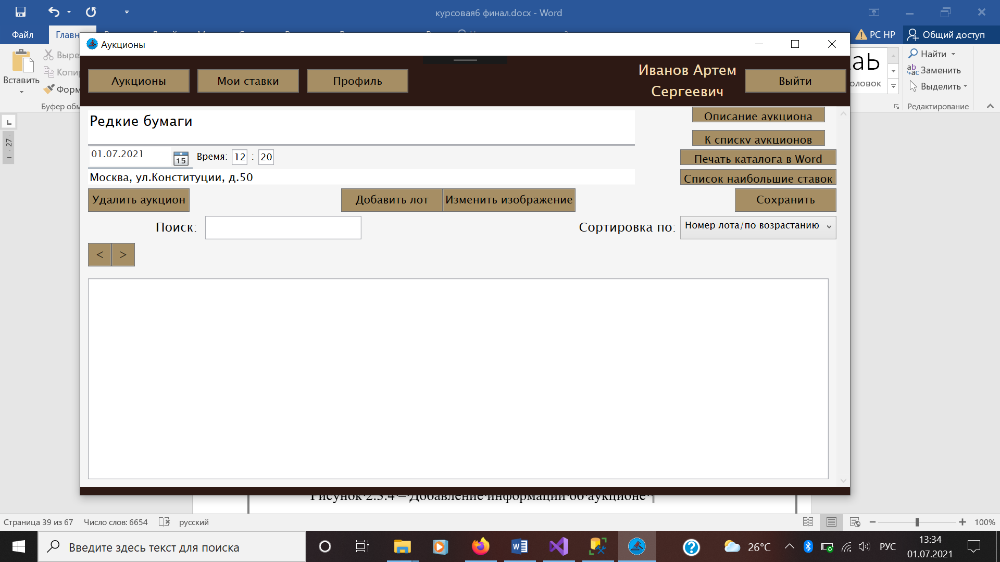 курсовая6 финал.docx - Word
Файл
Главн
PC HP
Общий доступ
Аукционы
Аукционы
Мои ставки
Профиль
Иванов Артем
Сергеевич
Выйти
Вставить
Выре
Копи
Форм
Буфер обм
аЬ
оловок
Найти
Заменить
Выделить
Редактирование
Редкие бумаги
Описание аукциона
К списку аукционов
01.07.2021
15
Время: 12 : 20
Печать каталога в Word
Москва, ул.Конституции, д.50
Список наибольшие ставок
Удалить аукцион
Добавить лот
Изменить изображение
Сохранить
Поиск:
Сортировка по:
Номер лота/по возрастанию
<
>
27
Рисунок 2.3.4 – Добавление информации об аукционе ¶
Страница 39 из 67
Число слов: 6654
русский
100%
Введите здесь текст для поиска
26°C
РУС
13:34
01.07.2021